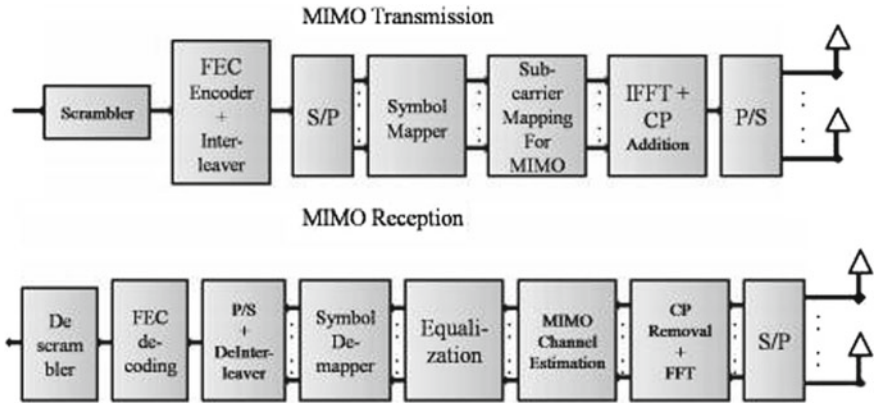 MIMO Transmission
Scrambler
FEC
Encoder
+
Inter-
leaver
S/P
Symbol
Mapper
Sub-
carrier
Mapping
For
MIMO
IFFT +
CP
Addition
P/S
MIMO Reception
De
scram
bler
FEC
de-
coding
P/S
+
DeInter-
leaver
Symbol
De-
mapper
Equali-
zation
MIMO
Channel
Estimation
CP
Removal
+
FFT
S/P